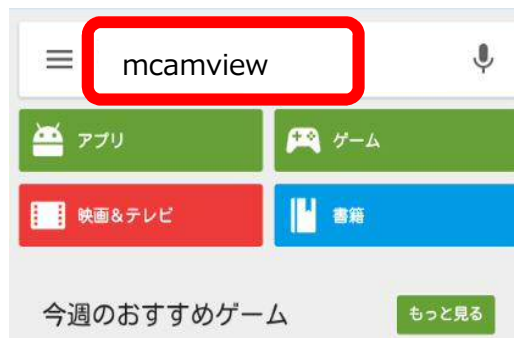 mcamview
アプリ
ゲーム
映画&テレビ
書籍
今週のおすすめゲーム
もっと見る